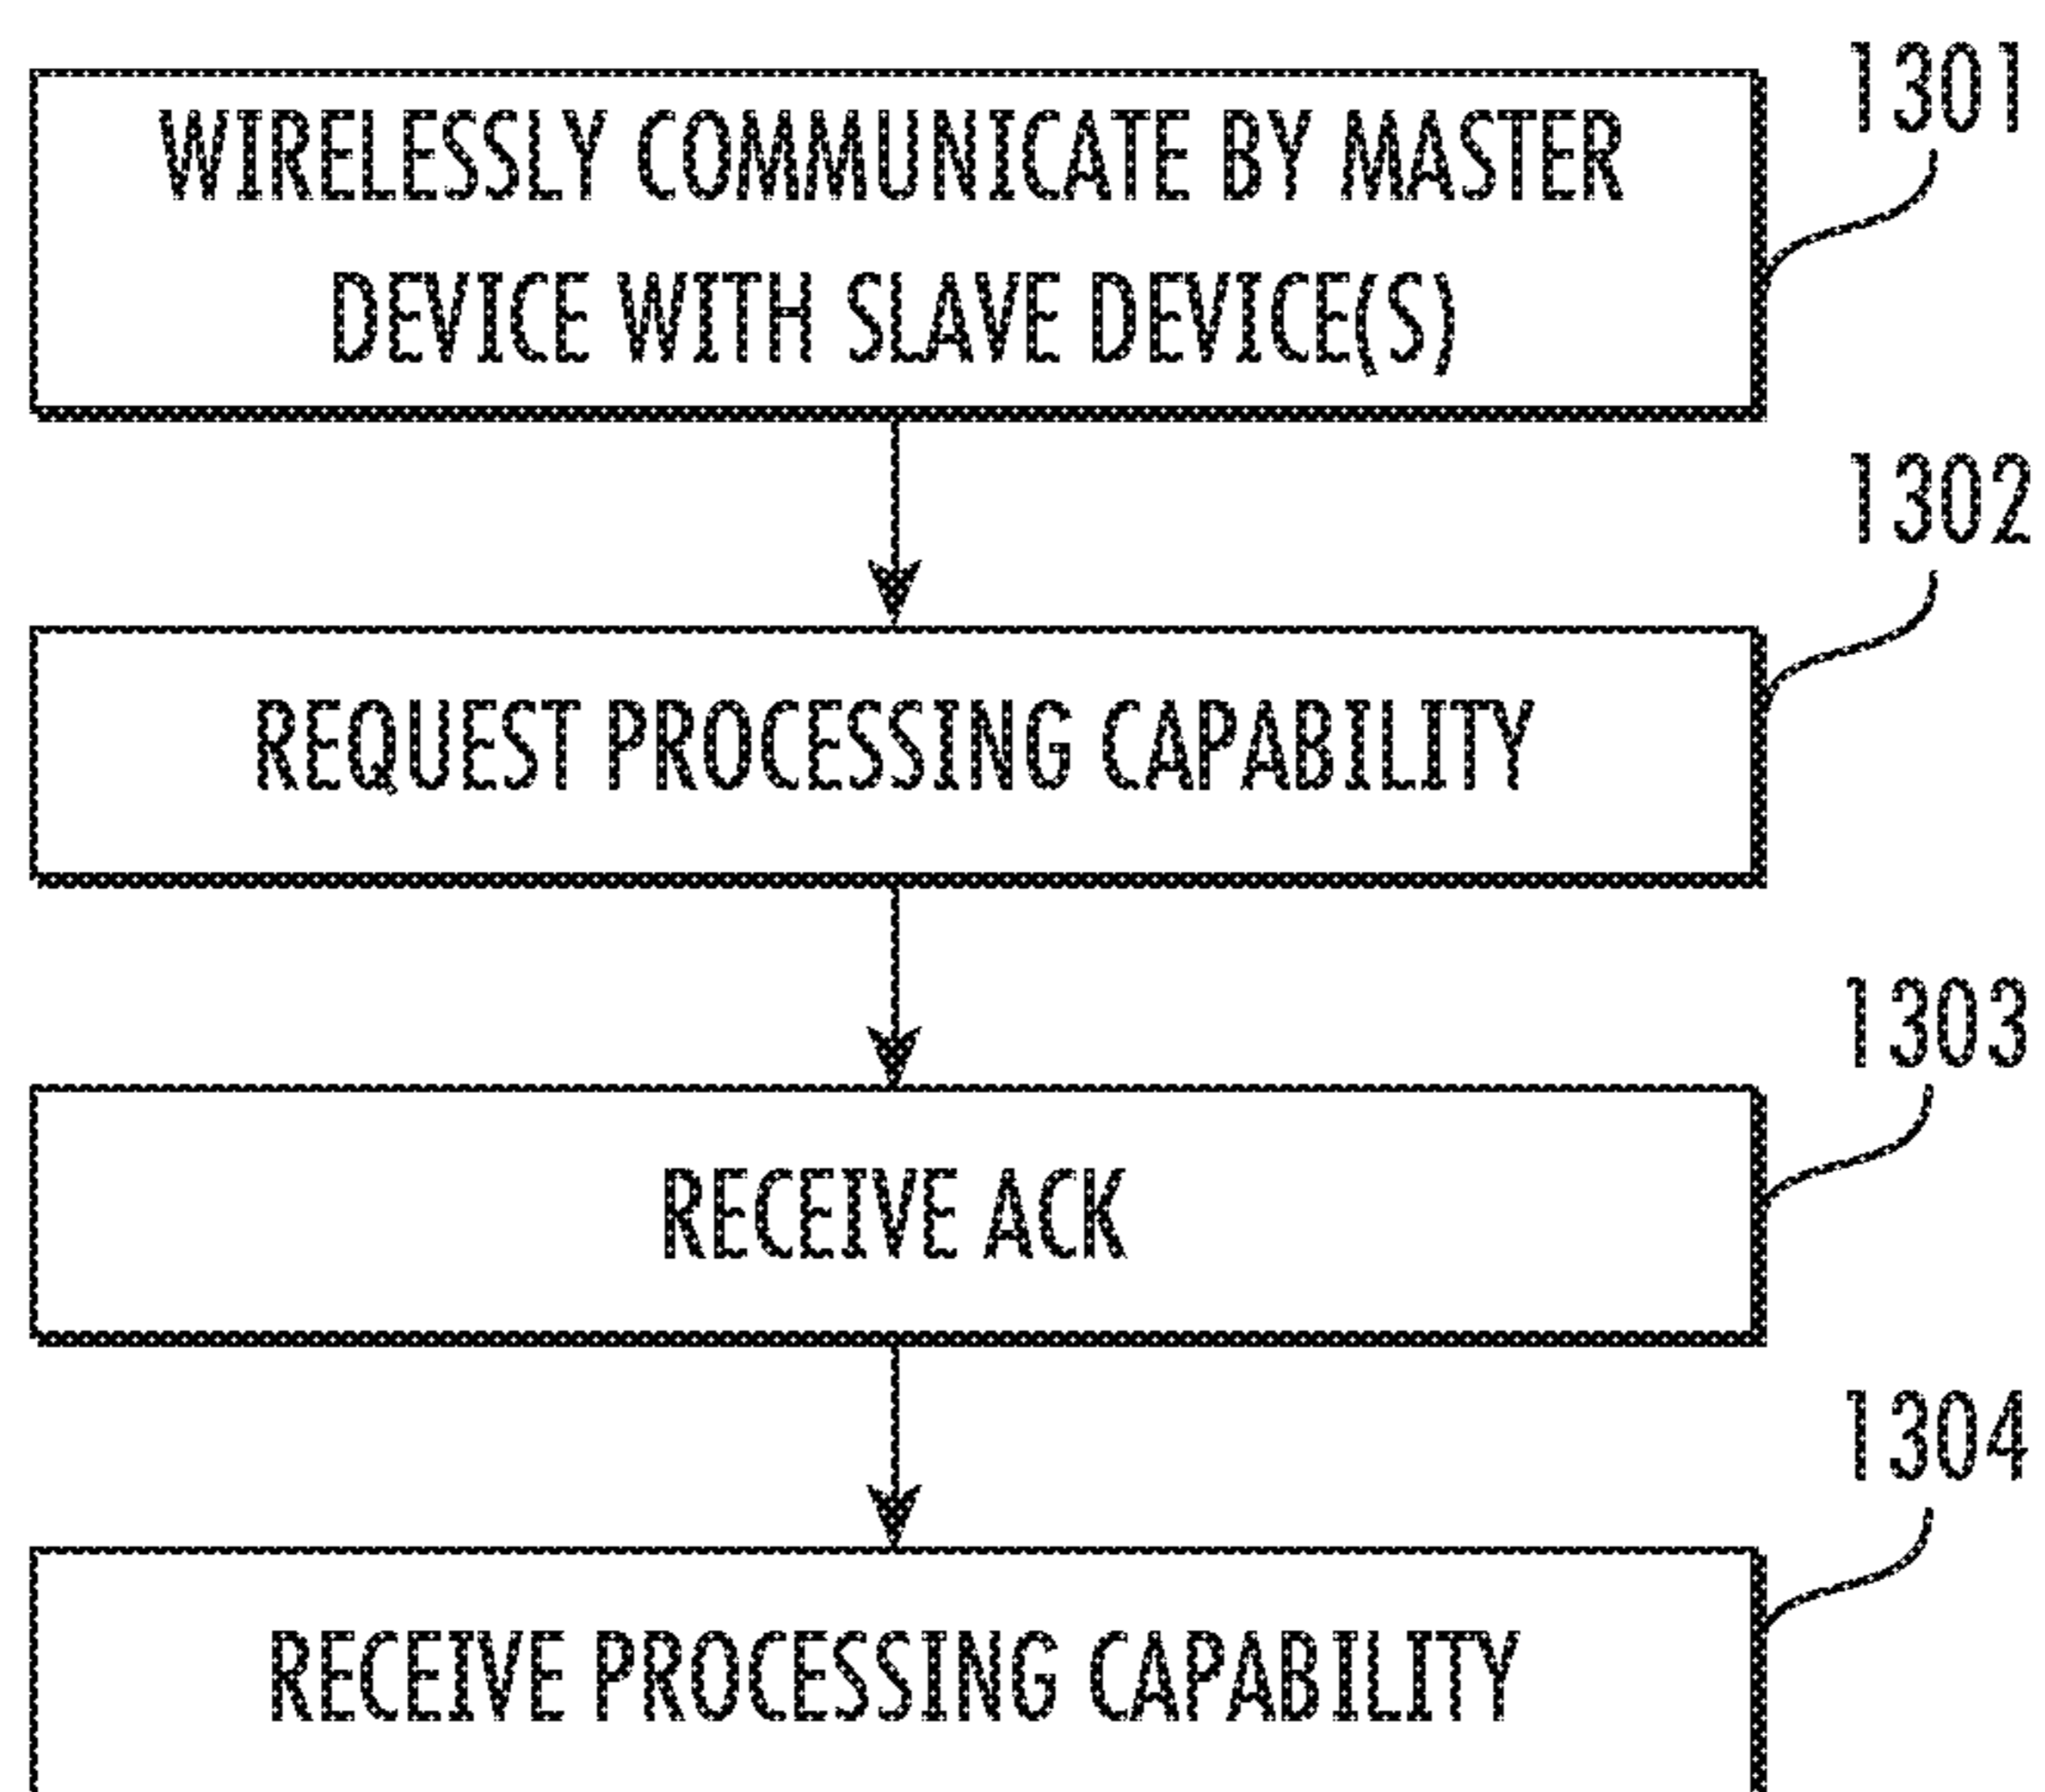 1301
WIRELESSLY COMMUNICATE BY MASTER
DEVICE WITH SLAVE DEVICE(S)
1302
REQUEST PROCESSING CAPABILITY
1303
RECEIVE ACK
1304
RECEIVE PROCESSING CAPABILITY